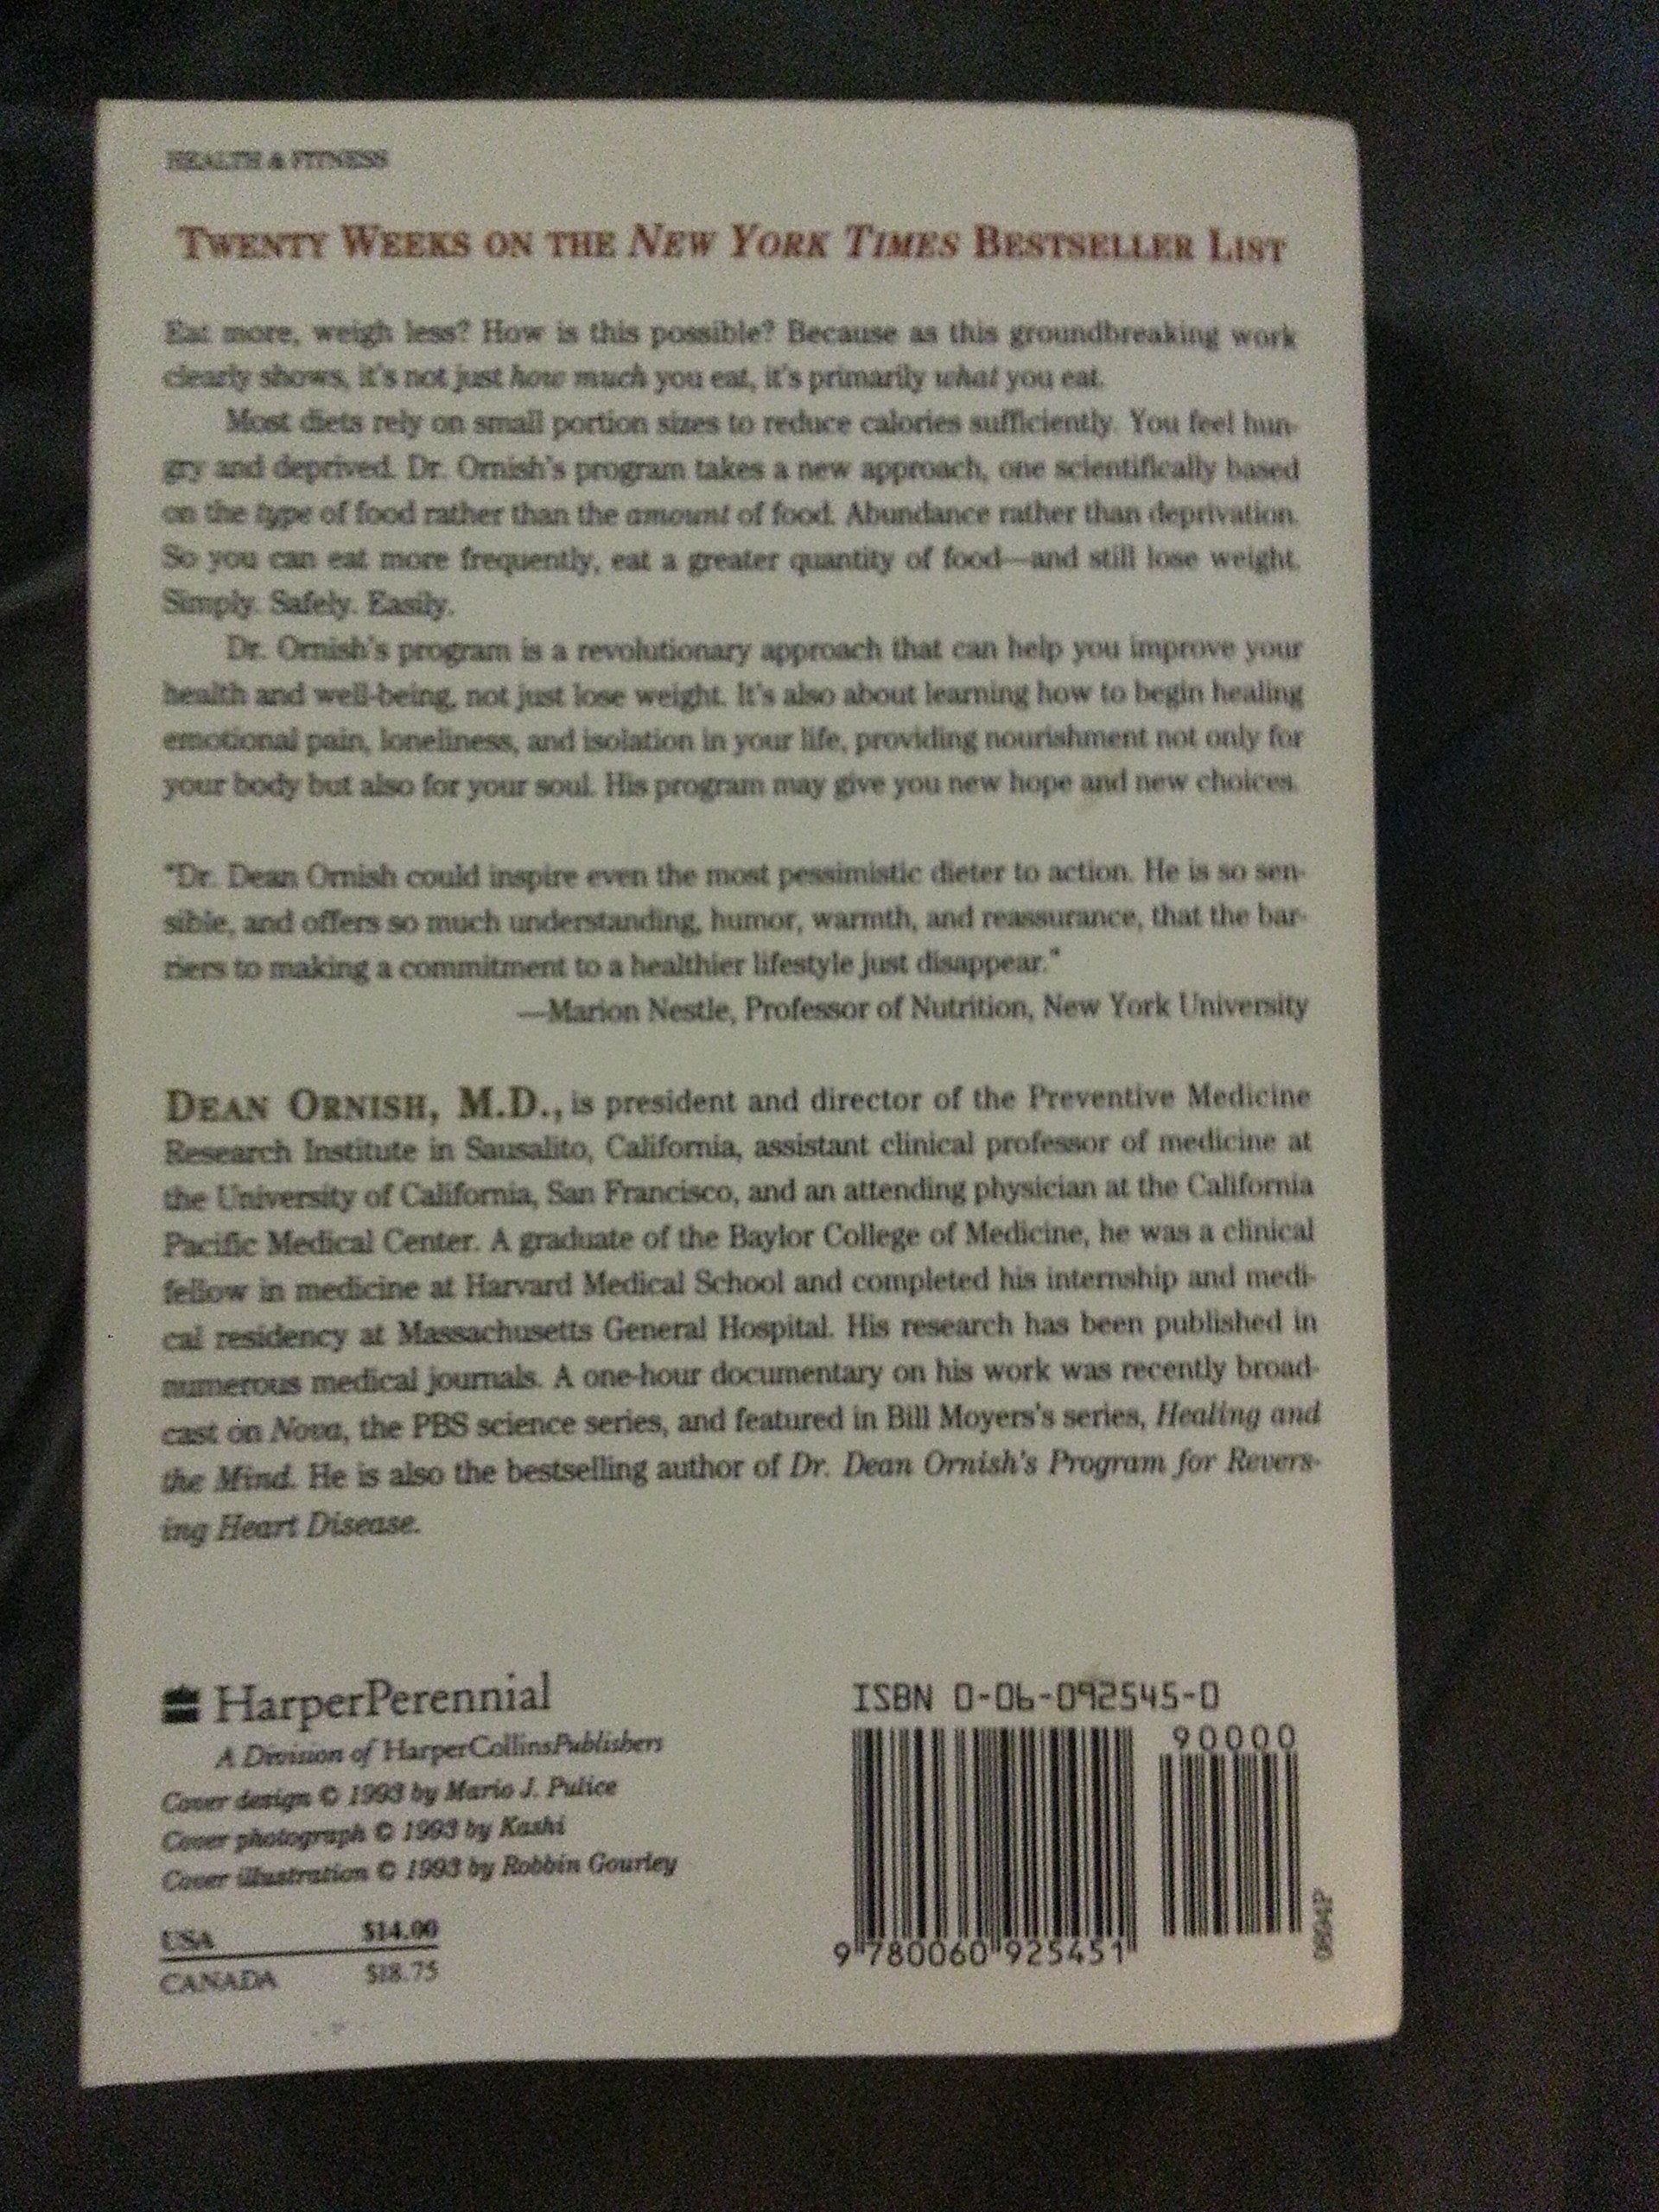 HEALTH & FITNESS
TWENTY WEEKS ON THE NEW YORK TIMES BESTSELLER LIST
Eat more, weigh less? How is this possible? Because as this groundbreaking work
clearly shows, it's not just how much you eat, it's primarily what you eat.
Most diets rely on small portion sizes to reduce calories sufficiently. You feel hun-
gry and deprived. Dr. Ornish's program takes a new approach, one scientifically based
on the type of food rather than the amount of food. Abundance rather than deprivation.
So you can eat more frequently, eat a greater quantity of food—and still lose weight.
Simply. Safely. Easily.
Dr. Ornish's program is a revolutionary approach that can help you improve your
health and well-being, not just lose weight. It's also about learning how to begin healing
emotional pain, loneliness, and isolation in your life, providing nourishment not only for
your body but also for your soul. His program may give you new hope and new choices.
"Dr. Dean Ornish could inspire even the most pessimistic dieter to action. He is so sen-
sible, and offers so much understanding, humor, warmth, and reassurance, that the bar-
riers to making a commitment to a healthier lifestyle just disappear."
—Marion Nestle, Professor of Nutrition, New York University
DEAN ORNISH, M.D., is president and director of the Preventive Medicine
Research Institute in Sausalito, California, assistant clinical professor of medicine at
the University of California, San Francisco, and an attending physician at the California
Pacific Medical Center. A graduate of the Baylor College of Medicine, he was a clinical
fellow in medicine at Harvard Medical School and completed his internship and medi-
cal residency at Massachusetts General Hospital. His research has been published in
numerous medical journals. A one-hour documentary on his work was recently broad-
cast on Nova, the PBS science series, and featured in Bill Moyers's series, Healing and
the Mind. He is also the bestselling author of Dr. Dean Ornish's Program for Revers-
ing Heart Disease.
HarperPerennial
A Division of HarperCollinsPublishers
Cover design © 1993 by Mario J. Pulice
Cover photograph © 1993 by Kashi
Cover illustration © 1993 by Robbin Gourley
USA $14.00
CANADA $18.75
ISBN 0-06-092545-0
90000
9 780060 925451
0894P